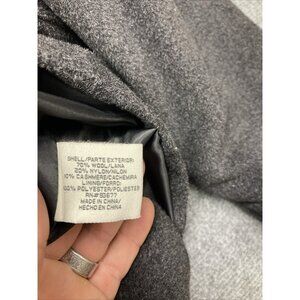 SHELL/PARTE EXTERIOR:
70% WOOL/LANA
20% NYLON/NILON
10% CASHMERE/CACHEMIRA
LINING/FORRO:
100% POLYESTER/POLIESTER
RN# 93677
MADE IN CHINA/
HECHO EN CHINA